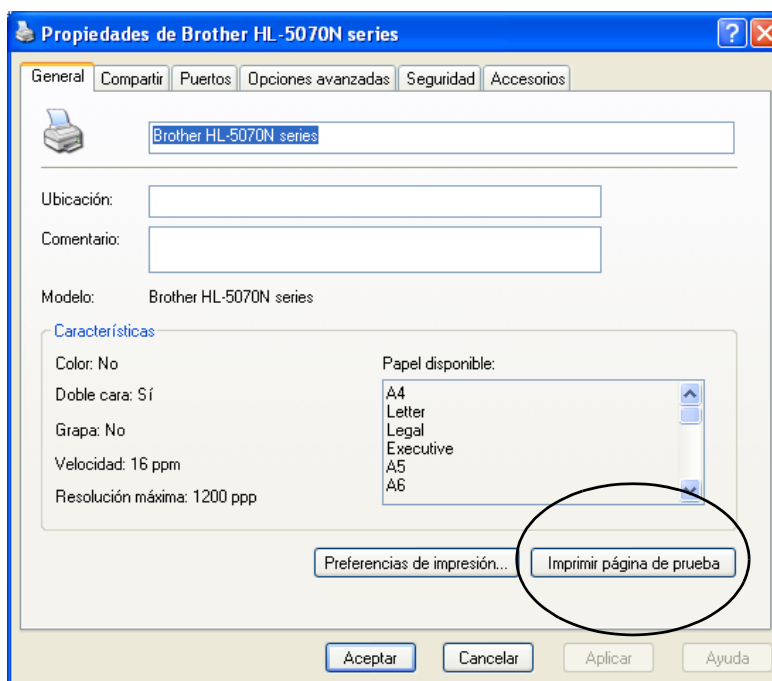 Propiedades de Brother HL-5070N series
General Compartir Puertos Opciones avanzadas Seguridad Accesorios
Brother HL-5070N series
Ubicación:
Comentario:
Modelo: Brother HL-5070N series
Características
Color: No Papel disponible:
Doble cara: Sí
Grapa: No
Velocidad: 16 ppm
Resolución máxima: 1200 ppp
A4
Letter
Legal
Executive
A5
A6
Preferencias de impresión... Imprimir página de prueba
Aceptar Cancelar Aplicar Ayuda